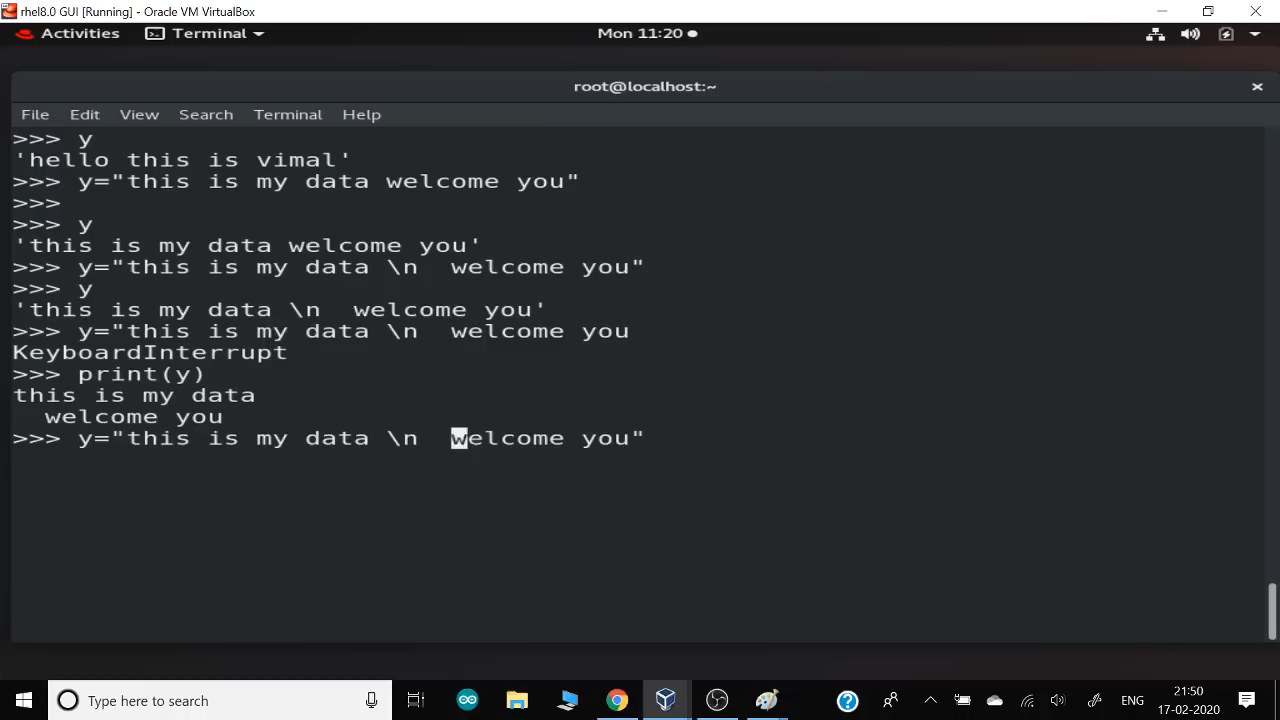 rhel8.0 GUI [Running] - Oracle VM VirtualBox
Activities Terminal Mon 11:20
root@localhost:~
File Edit View Search Terminal Help
>>> y
'hello this is vimal'
>>> y="this is my data welcome you"
>>>
>>> y
'this is my data welcome you'
>>> y="this is my data \n  welcome you"
>>> y
'this is my data \n  welcome you'
>>> y="this is my data \n  welcome you
KeyboardInterrupt
>>> print(y)
this is my data
  welcome you
>>> y="this is my data \n  welcome you"
Type here to search
ENG
21:50
17-02-2020